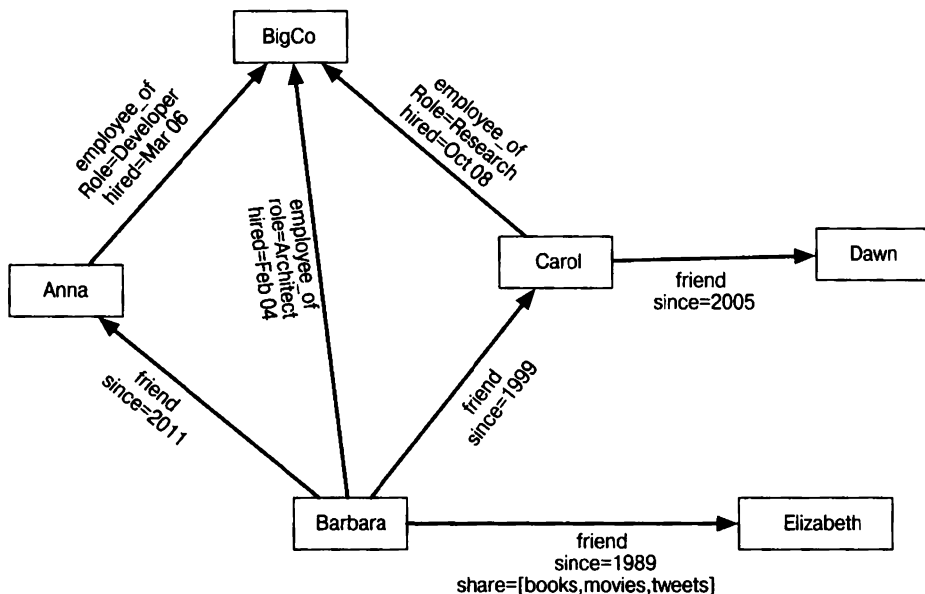 BigCo
employee_of
Role=Developer
hired=Mar 06
employee_of
role=Architect
hired=Feb 04
employee_of
Role=Research
hired=Oct 08
Anna
Carol
Dawn
friend
since=2005
friend
since=2011
friend
since=1999
Barbara
Elizabeth
friend
since=1989
share=[books,movies,tweets]